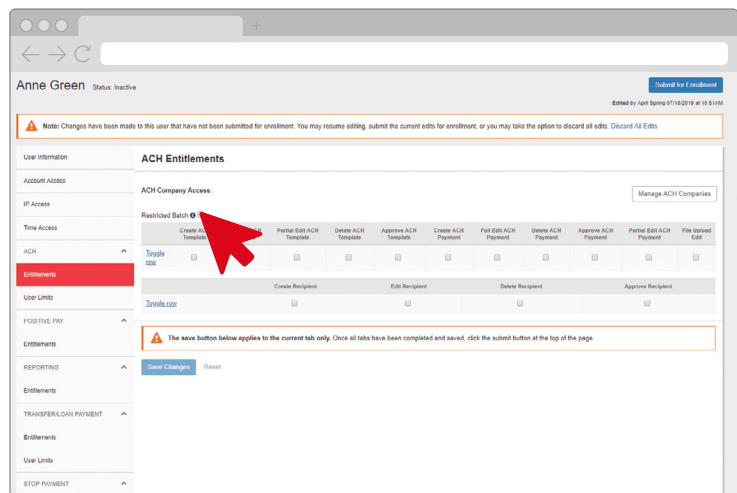 Anne Green Status: Inactive
Submit for Enrollment
Edited by April Spring 07/18/2019 at 10:51AM
Note: Changes have been made to this user that have not been submitted for enrollment. You may resume editing, submit the current edits for enrollment, or you may take the option to discard all edits. Discard All Edits
User Information
Account Access
IP Access
Time Access
ACH
Entitlements
User Limits
POSITIVE PAY
Entitlements
REPORTING
Entitlements
TRANSFER/LOAN PAYMENT
Entitlements
User Limits
STOP PAYMENT
ACH Entitlements
ACH Company Access:
Manage ACH Companies
Restricted Batch
Create AC
Template
CH
Partial Edit ACH
Template
Delete ACH
Template
Approve ACH
Template
Create ACH
Payment
Full Edit ACH
Payment
Delete ACH
Payment
Approve ACH
Payment
Partial Edit ACH
Payment
File Upload
Edit
Toggle
row
Create Recipient Edit Recipient Delete Recipient Approve Recipient
Toggle row
The save button below applies to the current tab only. Once all tabs have been completed and saved, click the submit button at the top of the page.
Save Changes Reset